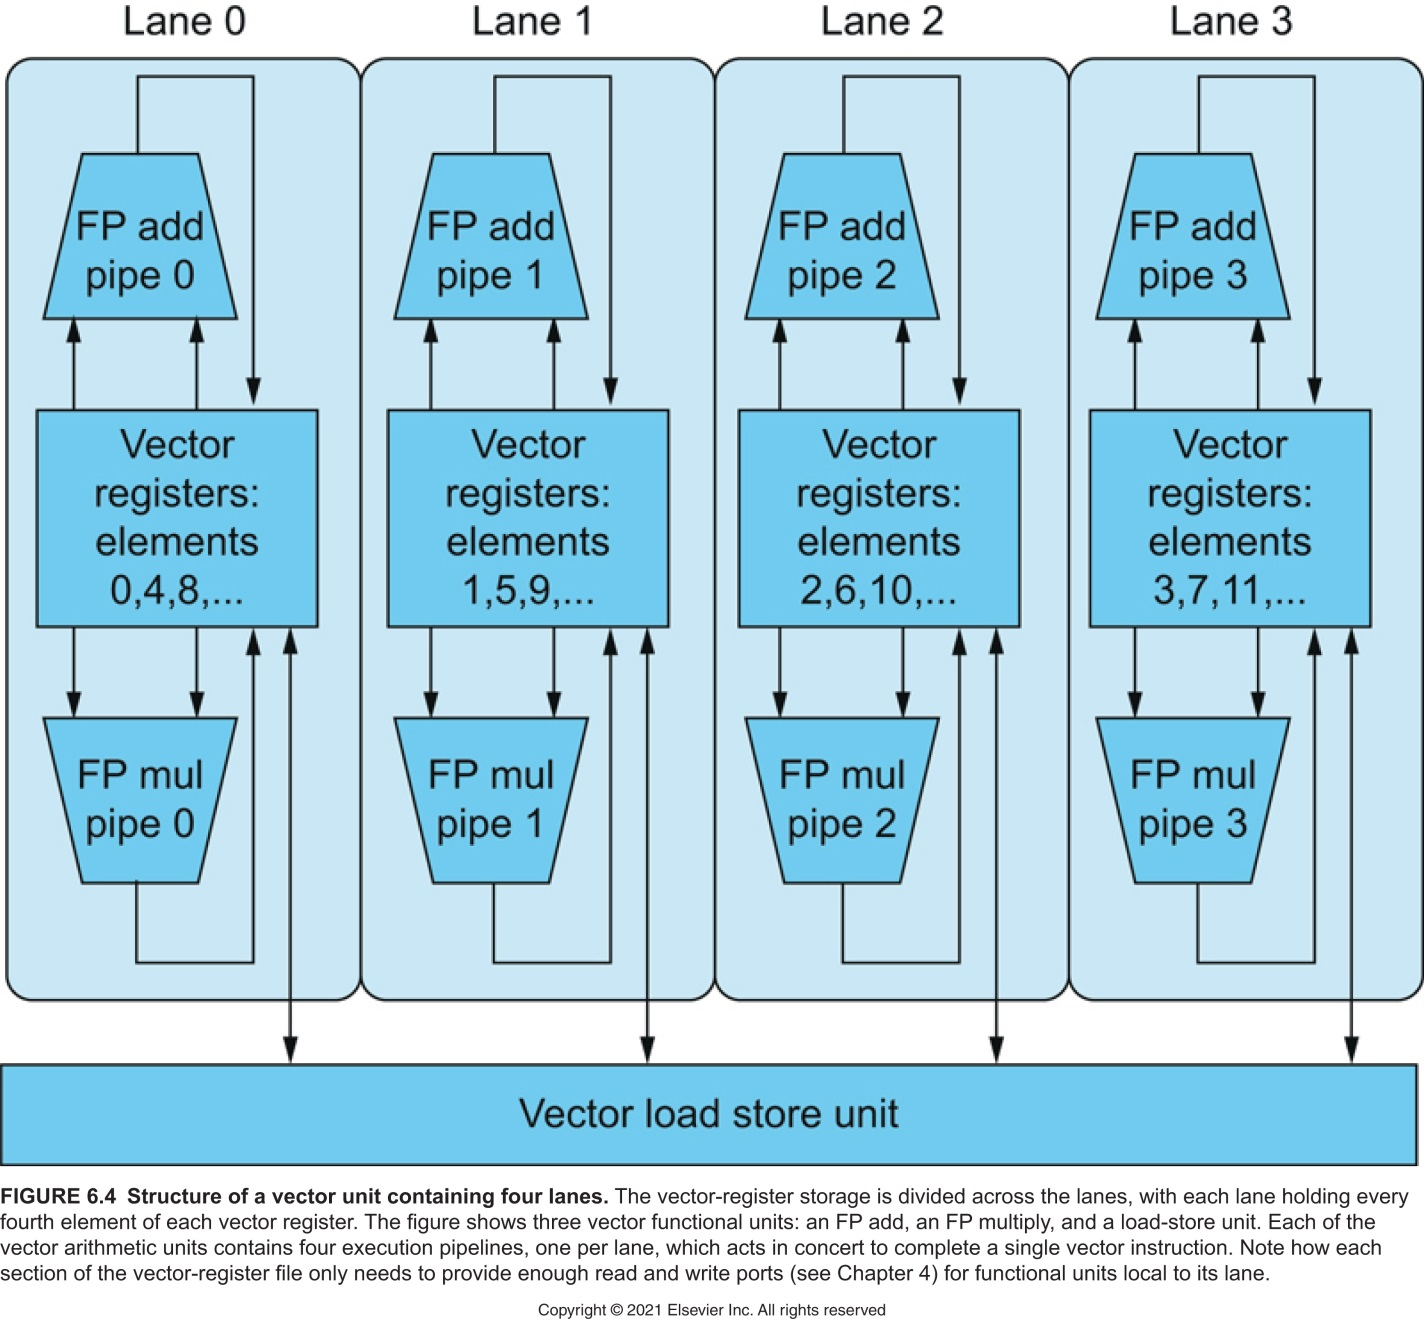 Lane 0
Lane 1
Lane 2
Lane 3
FP add
pipe 0
FP add
pipe 1
FP add
pipe 2
FP add
pipe 3
Vector
registers:
elements
0,4,8,...
Vector
registers:
elements
1,5,9,...
Vector
registers:
elements
2,6,10,...
Vector
registers:
elements
3,7,11,...
FP mul
pipe 0
FP mul
pipe 1
FP mul
pipe 2
FP mul
pipe 3
Vector load store unit
FIGURE 6.4 Structure of a vector unit containing four lanes. The vector-register storage is divided across the lanes, with each lane holding every
fourth element of each vector register. The figure shows three vector functional units: an FP add, an FP multiply, and a load-store unit. Each of the
vector arithmetic units contains four execution pipelines, one per lane, which acts in concert to complete a single vector instruction. Note how each
section of the vector-register file only needs to provide enough read and write ports (see Chapter 4) for functional units local to its lane.
Copyright © 2021 Elsevier Inc. All rights reserved